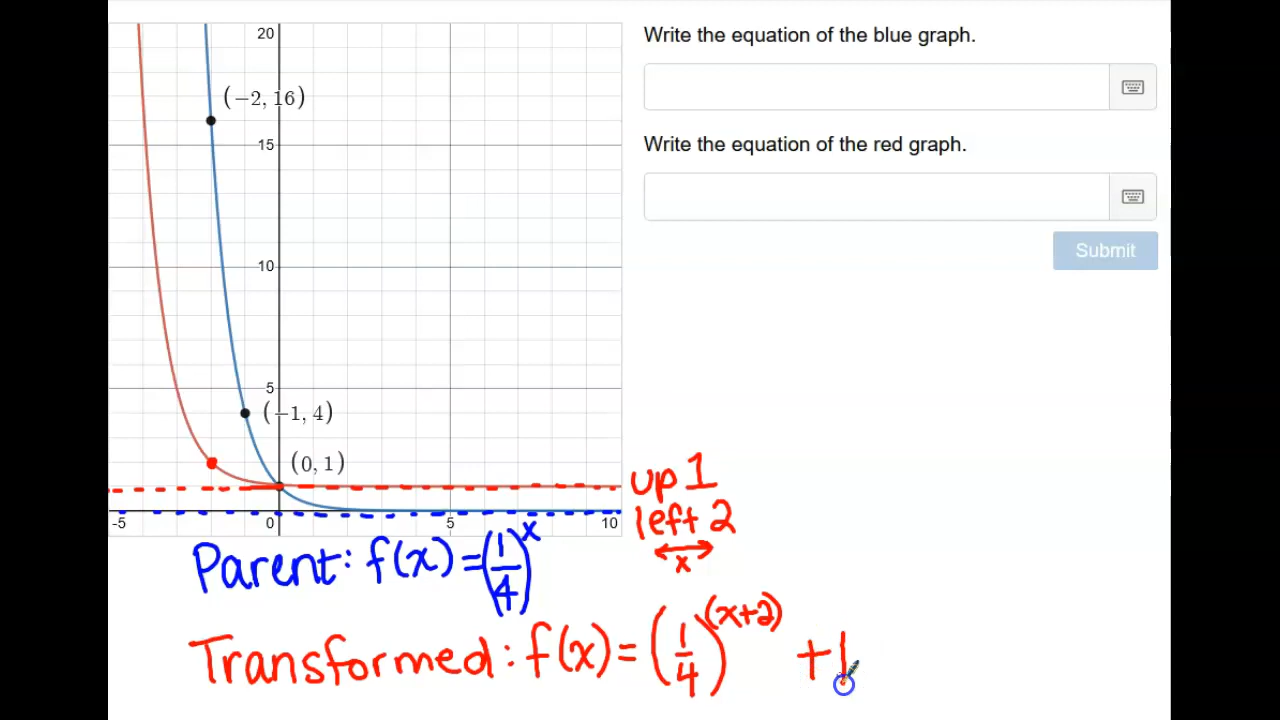 20
(−2, 16)
15
10
5
(−1, 4)
(0, 1)
-5 0 5 10
Write the equation of the blue graph.
Write the equation of the red graph.
Submit
up 1
left 2
x
Parent: f(x)=(1/4)^x
Transformed: f(x)=(1/4)^(x+2) +1